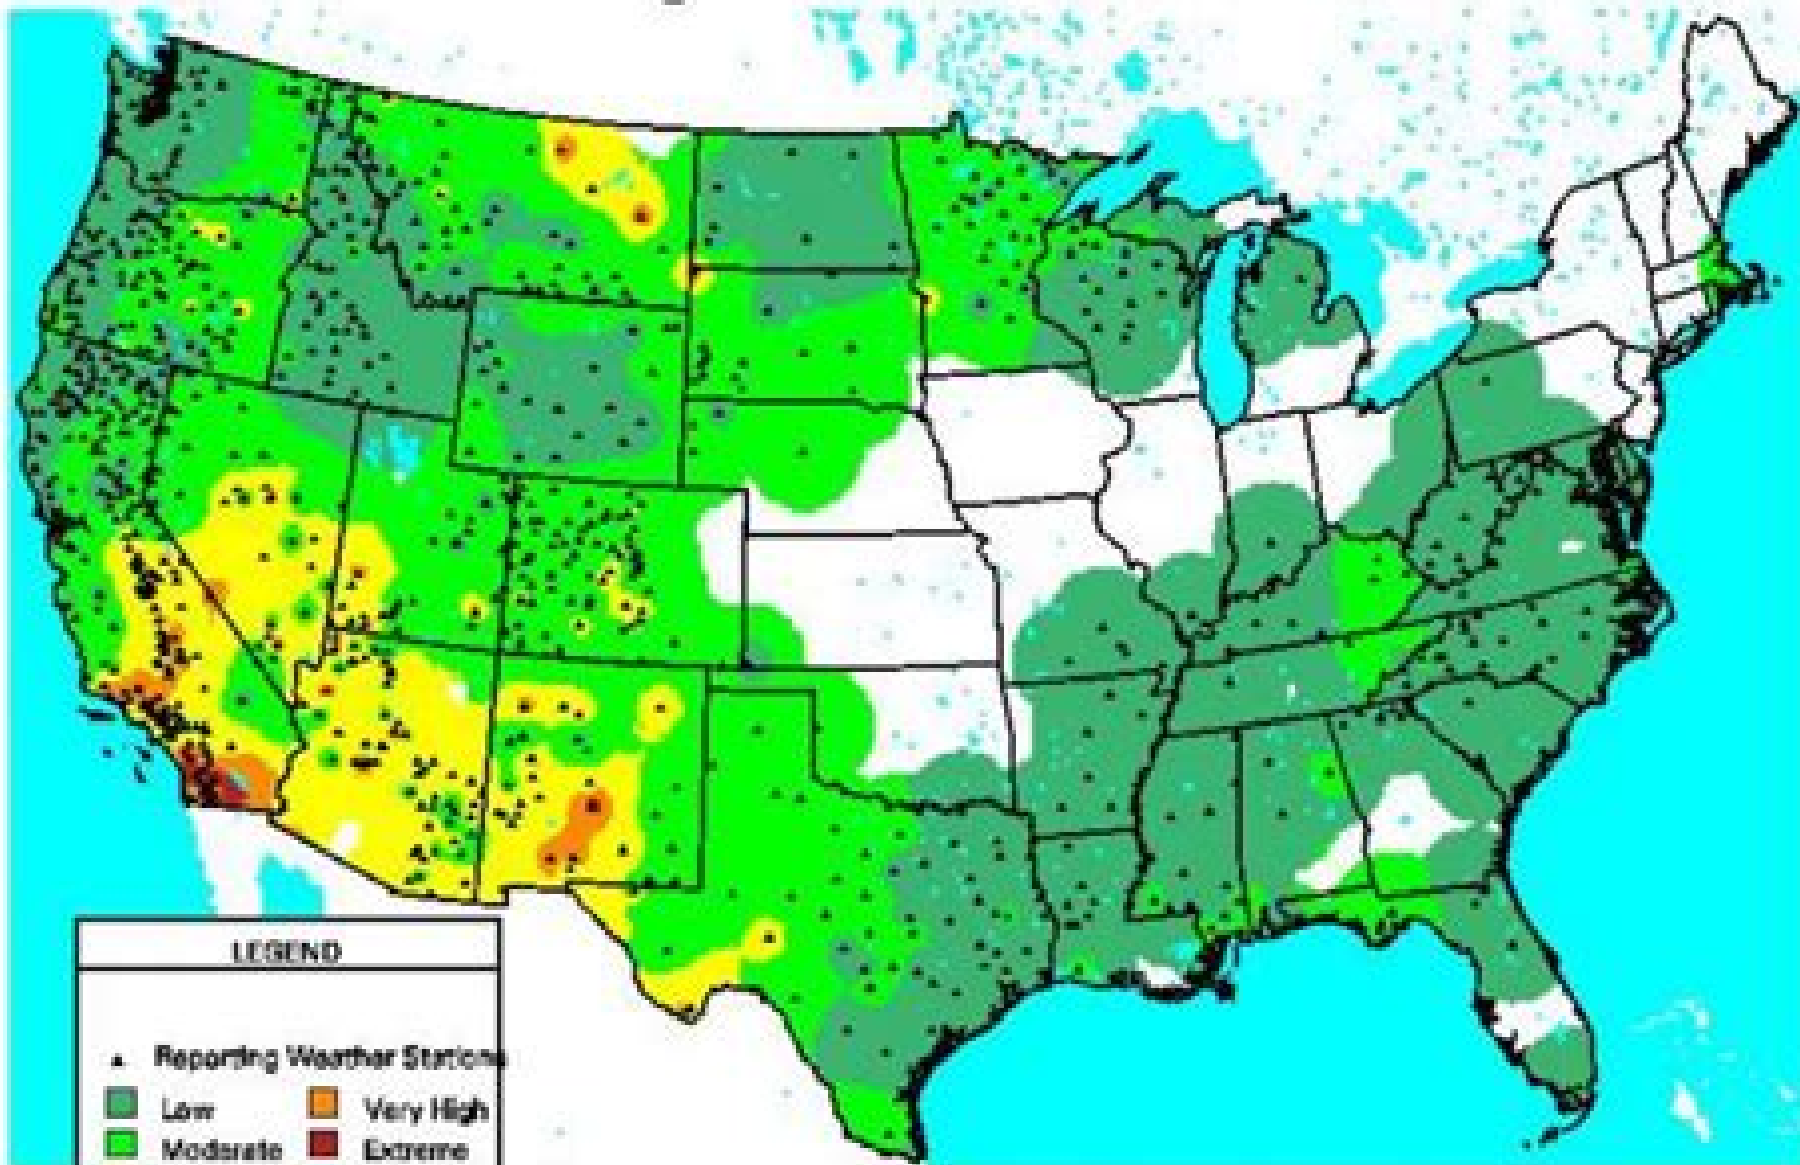 LEGEND
Reporting Weather Stations
Low
Very High
Moderate
Extreme